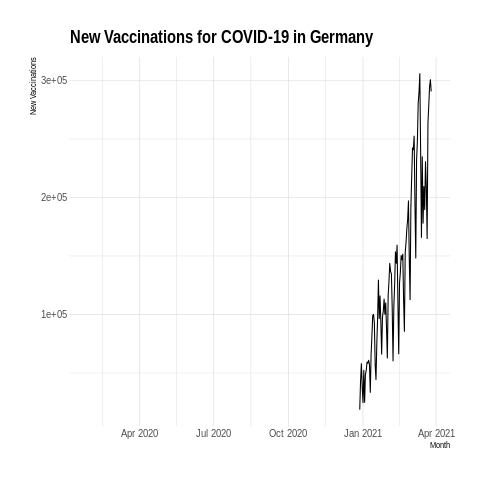 New Vaccinations for COVID-19 in Germany
New Vaccinations
3e+05
2e+05
1e+05
Apr 2020 Jul 2020 Oct 2020 Jan 2021 Apr 2021
Month